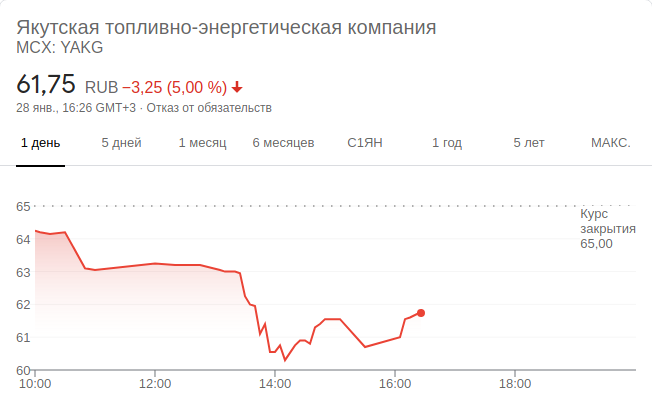 Якутская топливно-энергетическая компания
MCX: YAKG
61,75 RUB −3,25 (5,00 %)
28 янв., 16:26 GMT+3 · Отказ от обязательств
1 день 5 дней 1 месяц 6 месяцев С1ЯН 1 год 5 лет МАКС.
65
Курс
закрытия
65,00
64
63
62
61
60
10:00 12:00 14:00 16:00 18:00